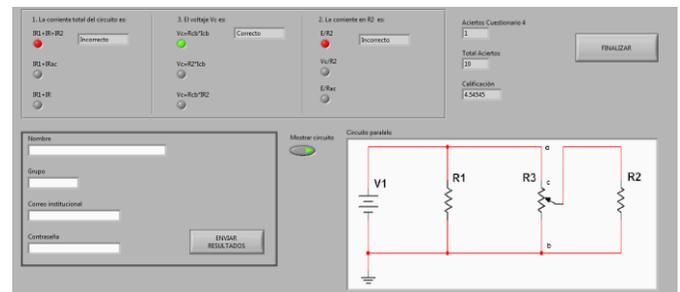 1. La corriente total del circuito es:
IR1+IR+IR2
Incorrecto
IR1+IRac
IR1+IR
3. El voltaje Vc es:
Vc=Rcb*Icb
Correcto
Vc=R2*Icb
Vc=Rcb*IR2
2. La corriente en R2 es:
E/R2
Incorrecto
Vc/R2
E/Rac
Aciertos Cuestionario 4
1
Total Aciertos
10
Calificación
4.54545
FINALIZAR
Nombre
Grupo
Correo institucional
Contraseña
ENVIAR
RESULTADOS
Mostrar circuito
Circuito paralelo
V1
R1
R3
R2
a
c
b